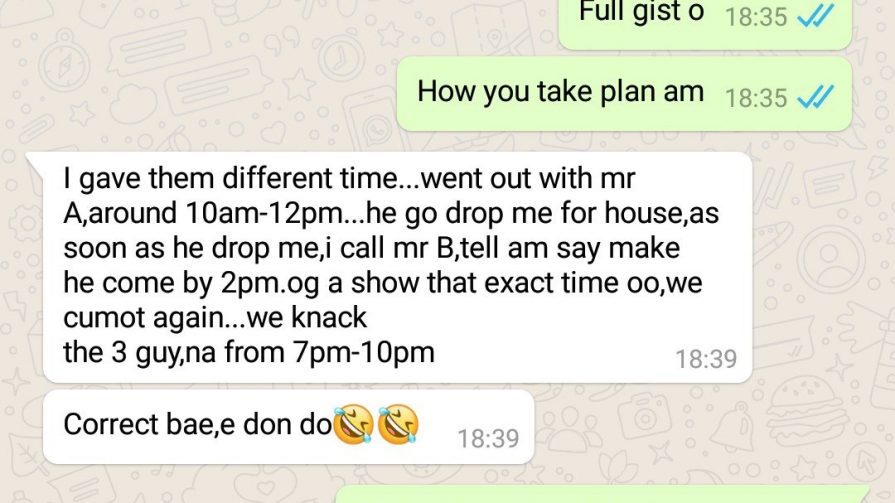 Full gist o 18:35
How you take plan am 18:35
I gave them different time...went out with mr
A,around 10am-12pm...he go drop me for house,as
soon as he drop me,i call mr B,tell am say make
he come by 2pm.og a show that exact time oo,we
cumot again...we knack
the 3 guy,na from 7pm-10pm 18:39
Correct bae,e don do🤣🤣 18:39